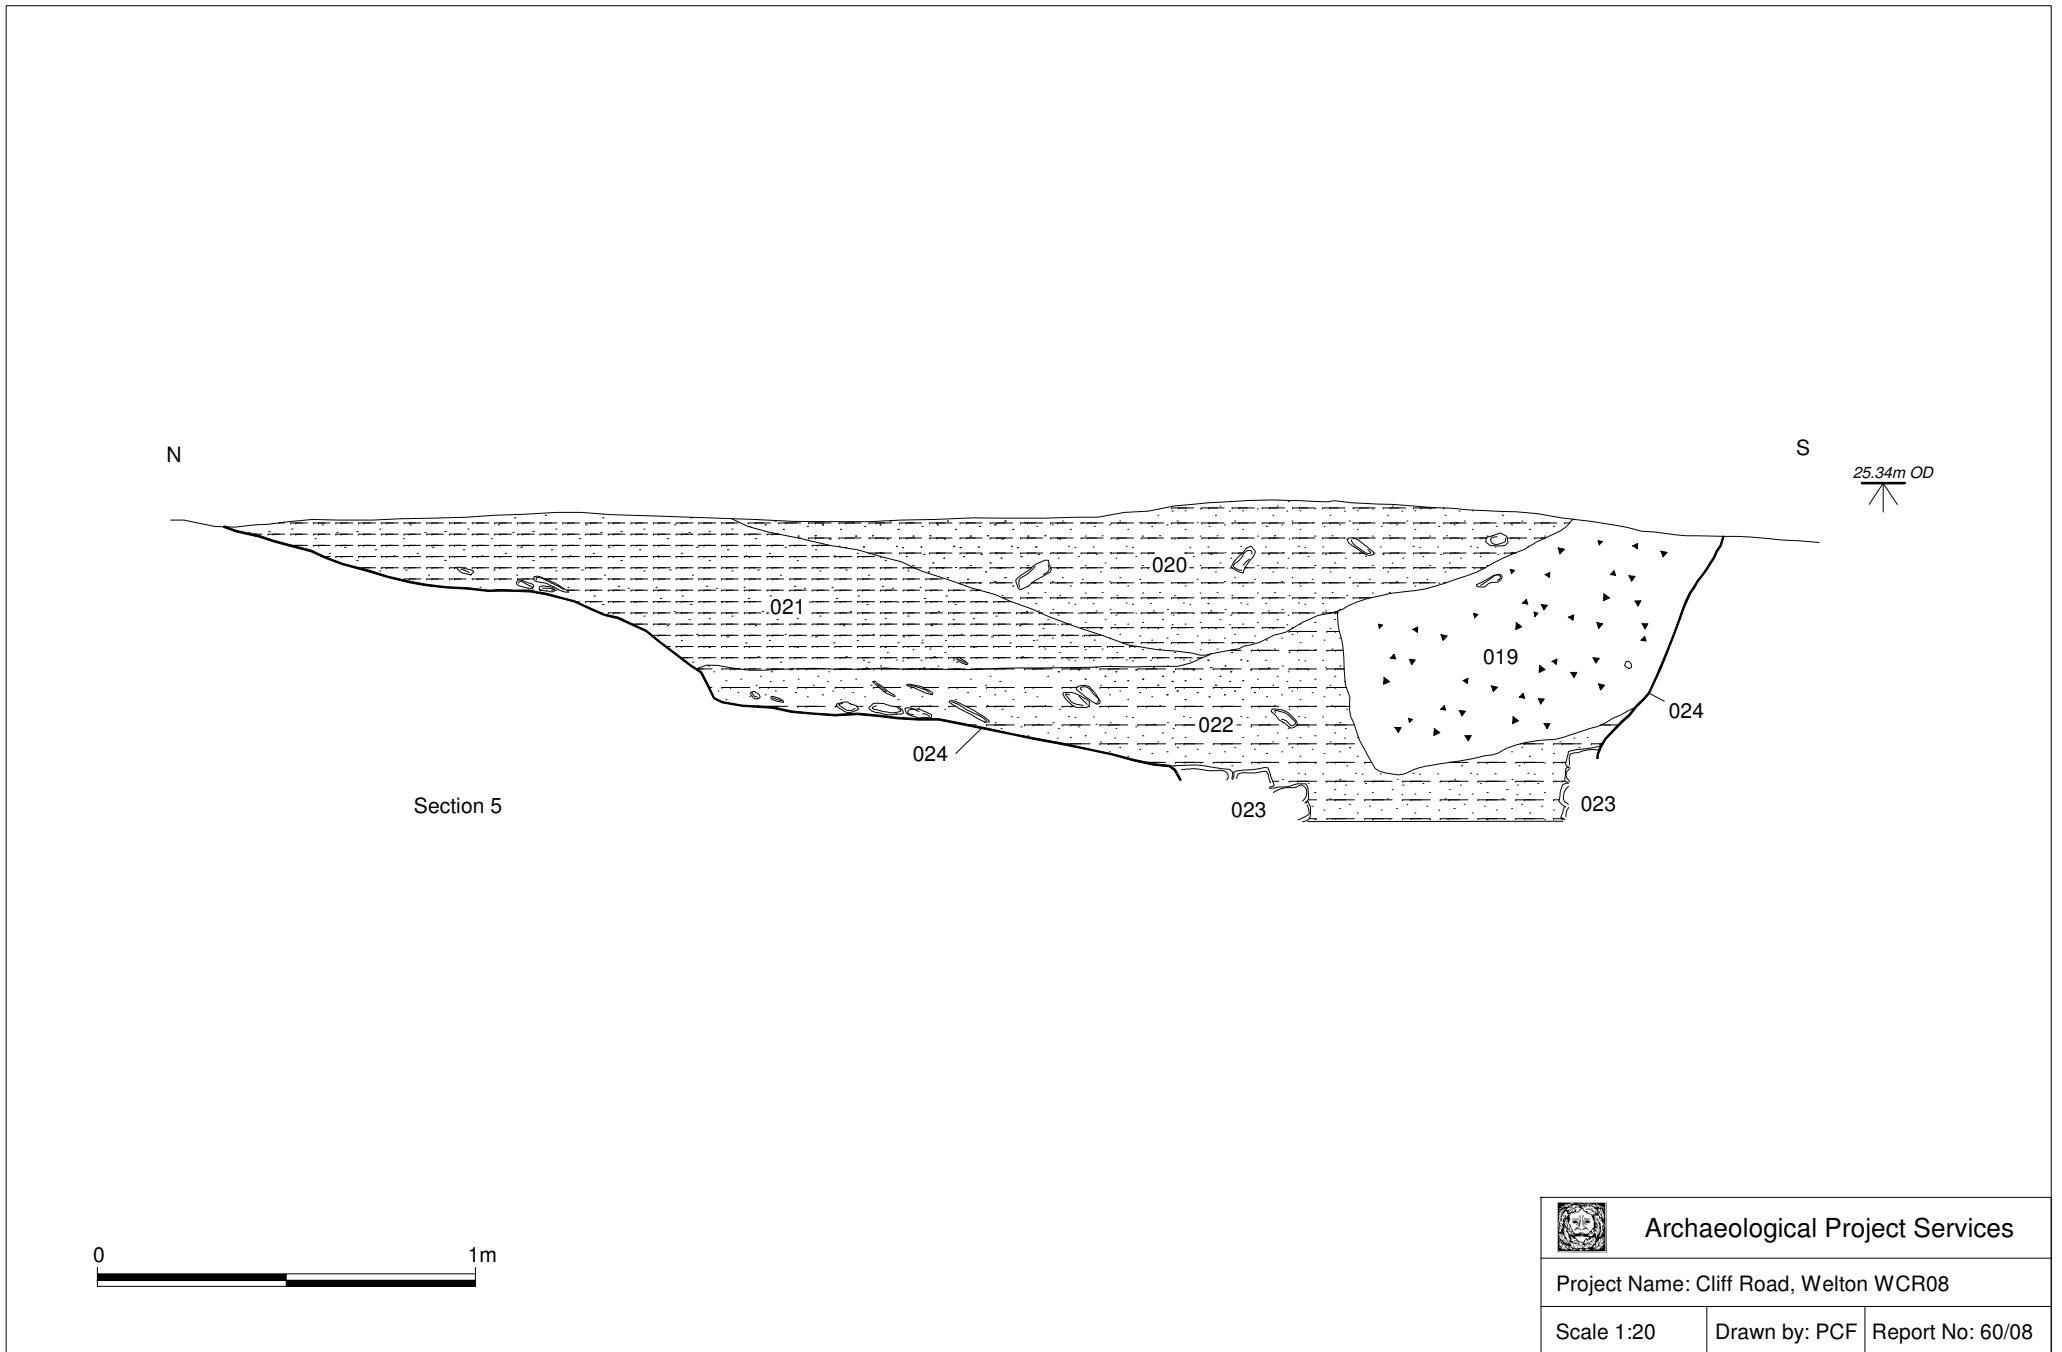 N
S
25.34m OD
020
021
019
024
022
024
023
023
Section 5
0 1m
Archaeological Project Services
Project Name: Cliff Road, Welton WCR08
Scale 1:20 Drawn by: PCF Report No: 60/08